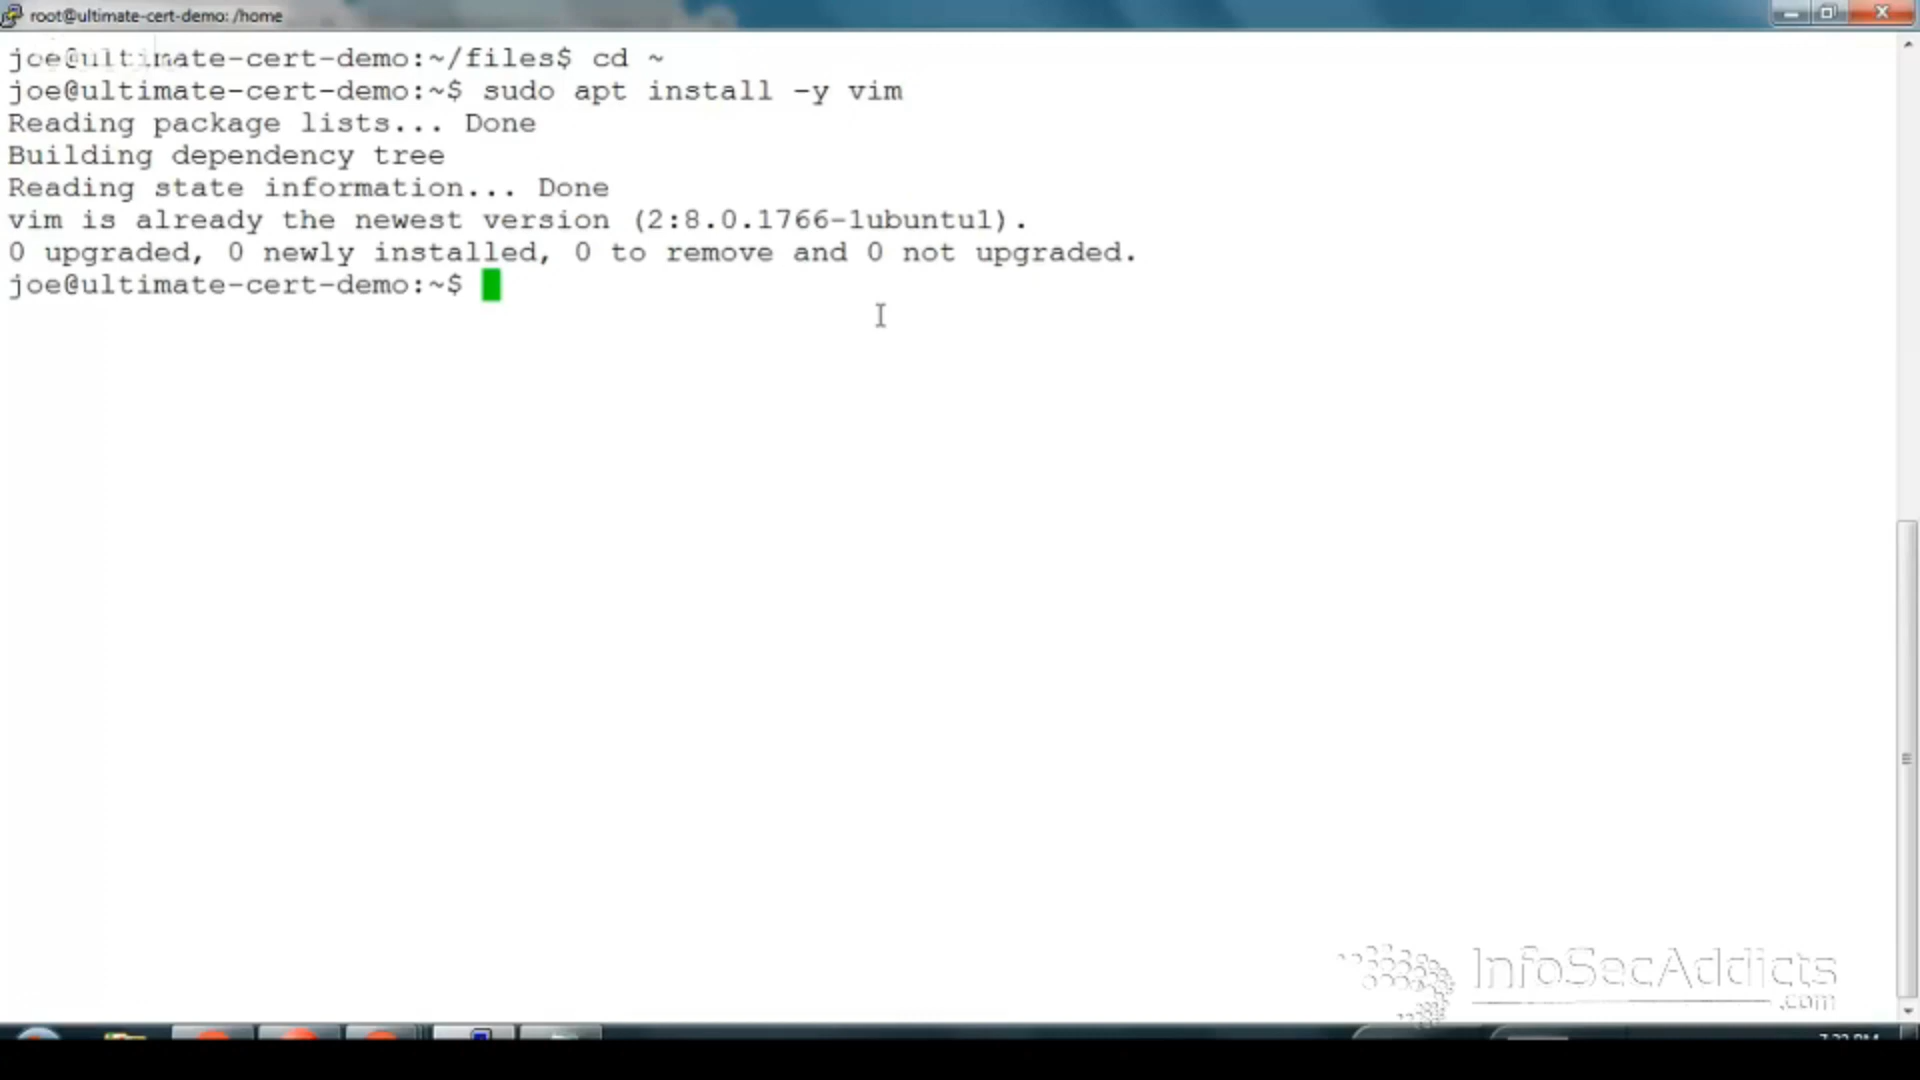 root@ultimate-cert-demo: /home
joe@ultimate-cert-demo:~/files$ cd ~
joe@ultimate-cert-demo:~$ sudo apt install -y vim
Reading package lists... Done
Building dependency tree
Reading state information... Done
vim is already the newest version (2:8.0.1766-1ubuntu1).
0 upgraded, 0 newly installed, 0 to remove and 0 not upgraded.
joe@ultimate-cert-demo:~$
InfoSecAddicts
.com